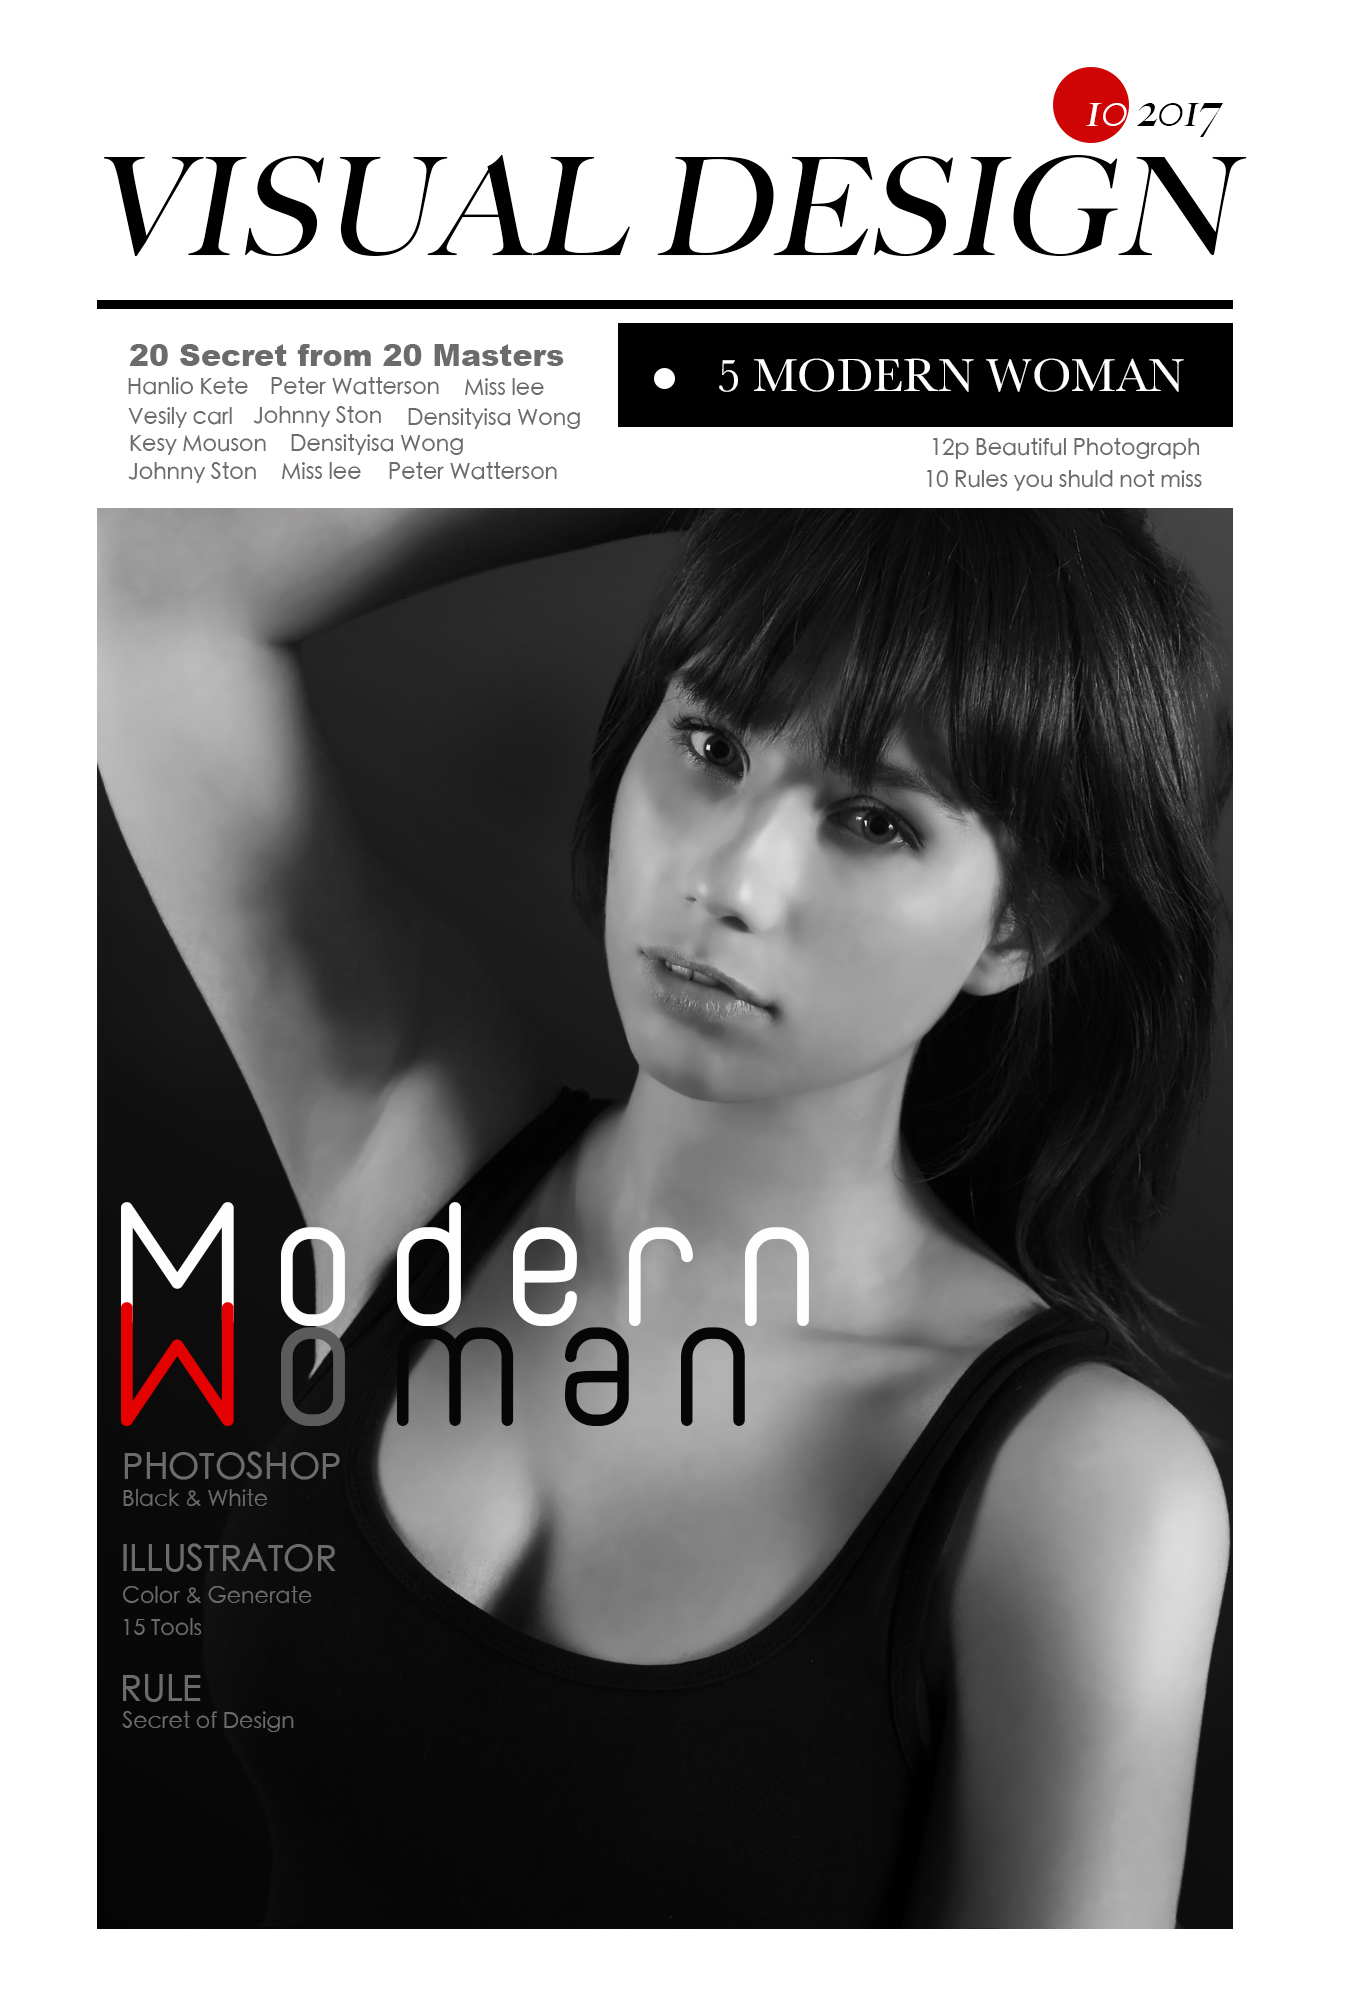 10 2017
VISUAL DESIGN
20 Secret from 20 Masters
Hanlio Kete Peter Watterson Miss lee
Vesily carl Johnny Ston Densityisa Wong
Kesy Mouson Densityisa Wong
Johnny Ston Miss lee Peter Watterson
5 MODERN WOMAN
12p Beautiful Photograph
10 Rules you shuld not miss
Modern
Woman
PHOTOSHOP
Black & White
ILLUSTRATOR
Color & Generate
15 Tools
RULE
Secret of Design